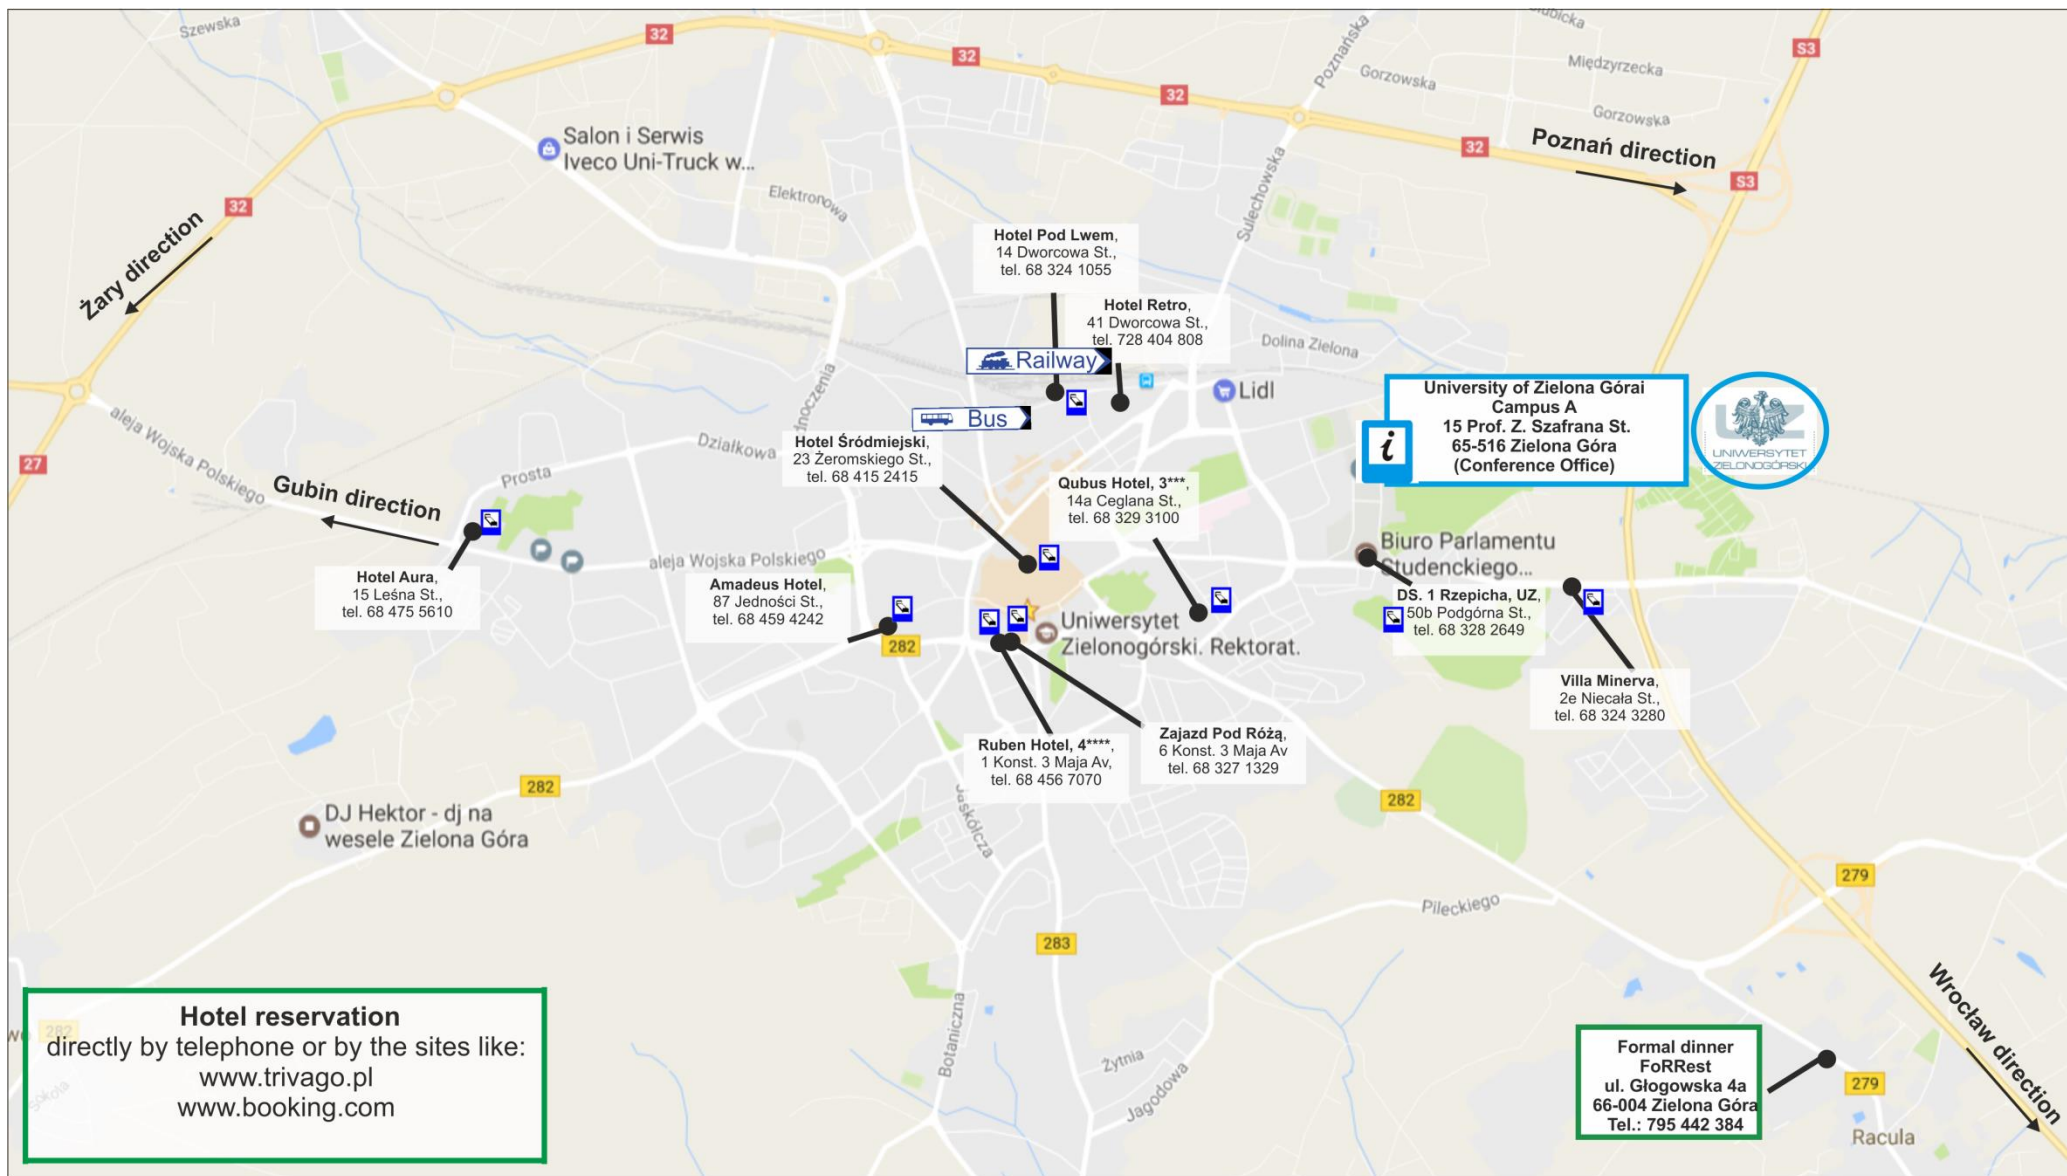 Szewska
32
32
S3
Poznańska
Międzyrzecka
Gorzowska
Gorzowska
32
32
Poznań direction
S3
Salon i Serwis
Iveco Uni-Truck w...
Elektronowa
Sulechowska
32
Żary direction
Hotel Pod Lwem,
14 Dworcowa St.,
tel. 68 324 1055
Hotel Retro,
41 Dworcowa St.,
tel. 728 404 808
Dolina Zielona
Railway
Lidl
Bus
University of Zielona Górai
Campus A
15 Prof. Z. Szafrana St.
65-516 Zielona Góra
(Conference Office)
i
UZ
UNIWERSYTET
ZIELONOGÓRSKI
aleja Wojska Polskiego
27
Działkowa
Prosta
Gubin direction
Hotel Śródmiejski,
23 Żeromskiego St.,
tel. 68 415 2415
Qubus Hotel, 3***,
14a Ceglana St.,
tel. 68 329 3100
aleja Wojska Polskiego
Biuro Parlamentu
Studenckiego...
Hotel Aura,
15 Leśna St.,
tel. 68 475 5610
Amadeus Hotel,
87 Jedności St.,
tel. 68 459 4242
282
DS. 1 Rzepicha, UZ,
50b Podgórna St.,
tel. 68 328 2649
Uniwersytet
Zielonogórski. Rektorat.
Villa Minerva,
2e Niecała St.,
tel. 68 324 3280
Ruben Hotel, 4****,
1 Konst. 3 Maja Av,
tel. 68 456 7070
Zajazd Pod Różą,
6 Konst. 3 Maja Av
tel. 68 327 1329
282
282
DJ Hektor - dj na
wesele Zielona Góra
Jaskółcza
279
Pileckiego
283
Wrocław direction
Botaniczna
Żytnia
Jagodowa
282
Sokola
Hotel reservation
directly by telephone or by the sites like:
www.trivago.pl
www.booking.com
Formal dinner
FoRRest
ul. Głogowska 4a
66-004 Zielona Góra
Tel.: 795 442 384
279
Racula